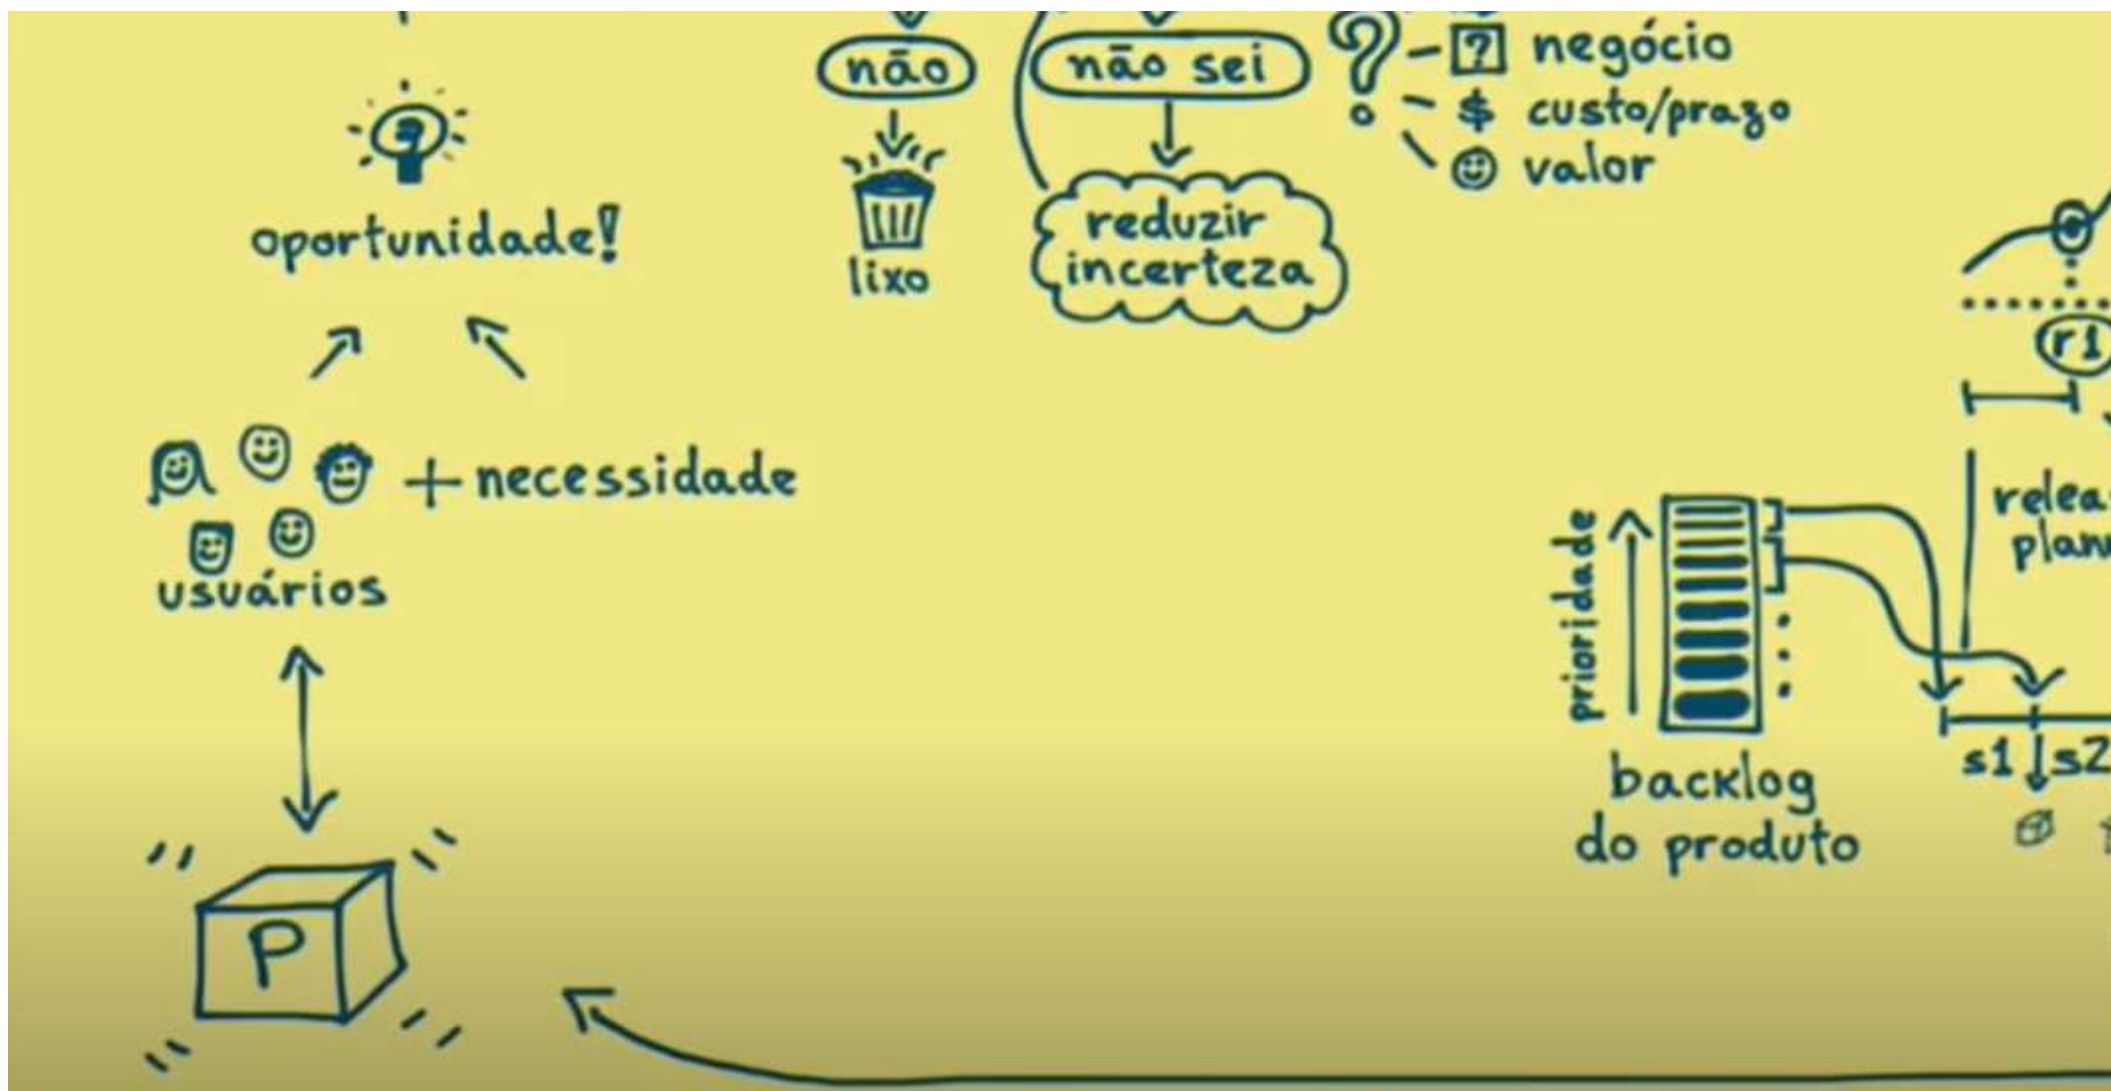 não
não sei
? negócio
$ custo/prazo
valor
oportunidade!
lixo
reduzir
incerteza
r1
+ necessidade
usuários
prioridade
backlog
do produto
s1
s2
P